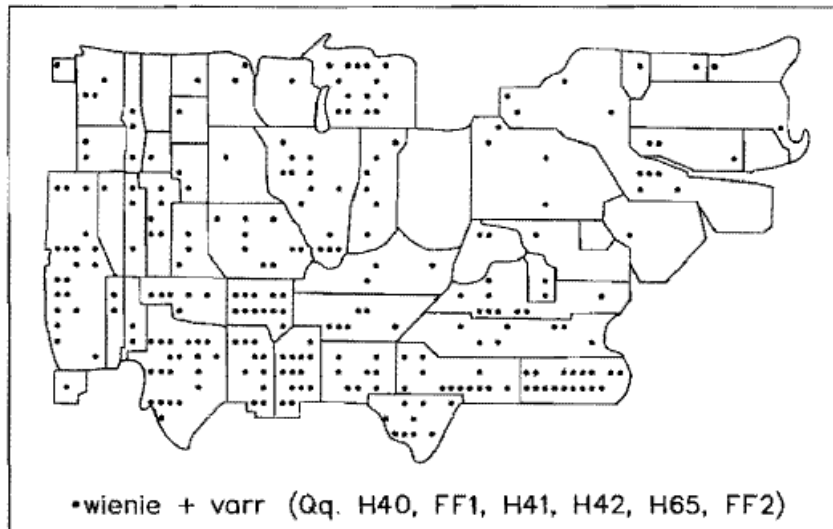 •wienie + varr (Qq. H40, FF1, H41, H42, H65, FF2)